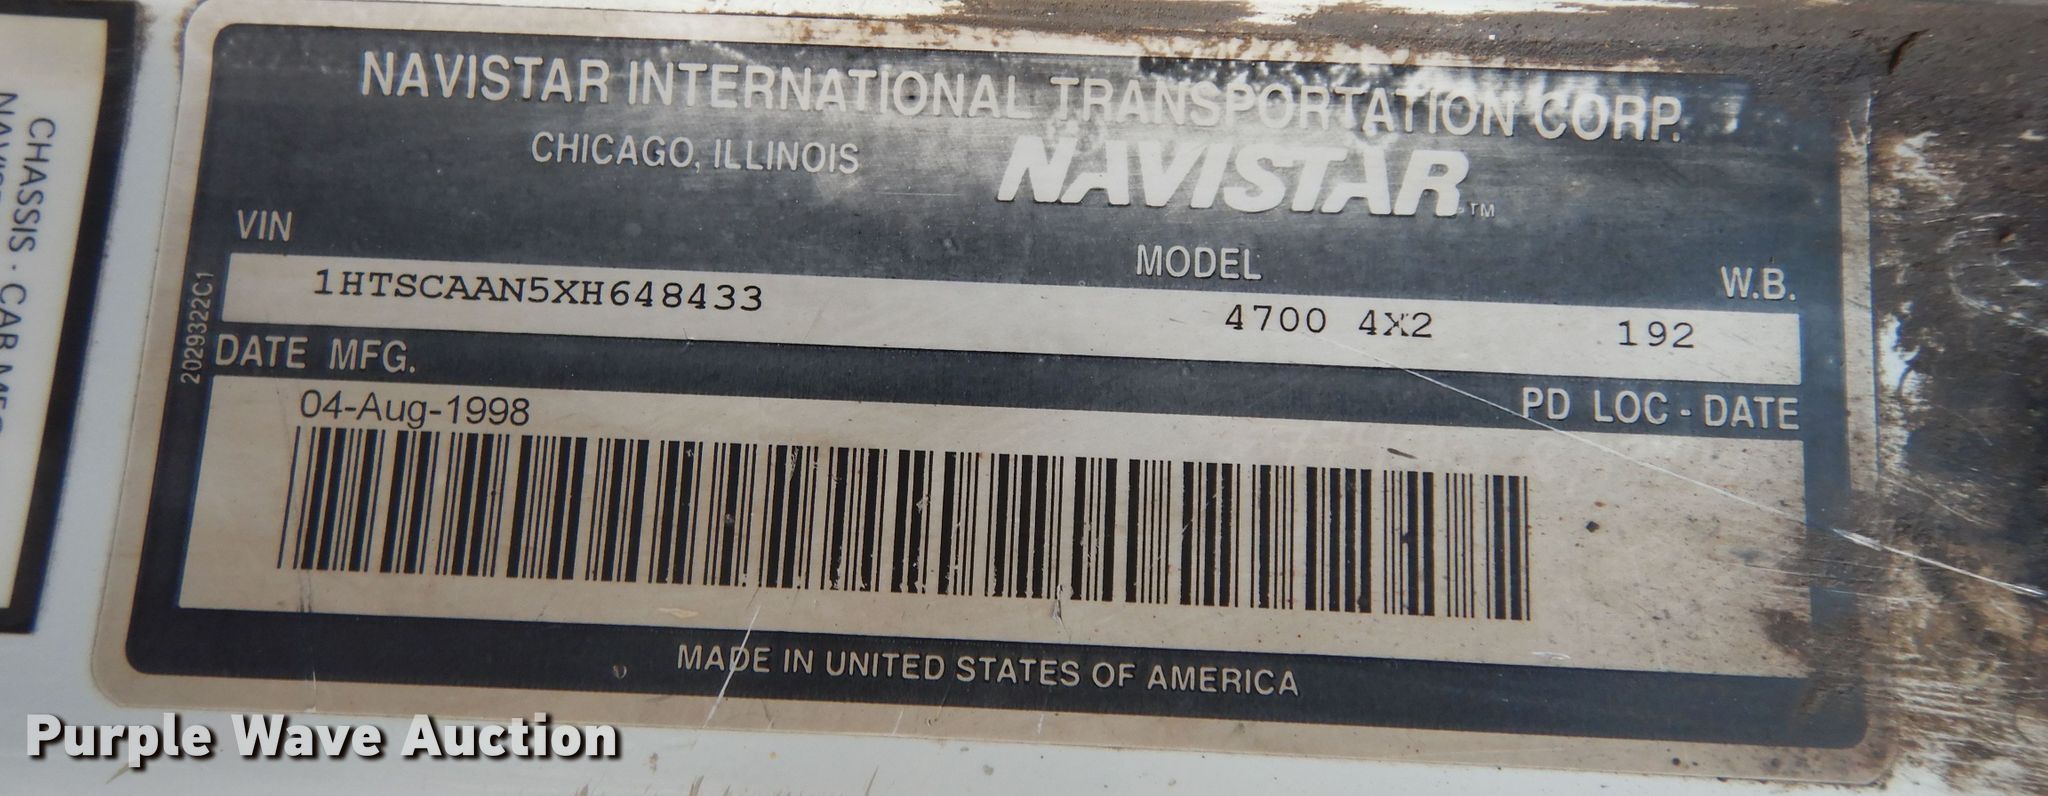 NAVISTAR INTERNATIONAL TRANSPORTATION CORP.
CHICAGO, ILLINOIS
NAVISTAR™
VIN
MODEL
W.B.
1HTSCAAN5XH648433
4700 4X2
192
2029322C1
DATE MFG.
PD LOC - DATE
04-Aug-1998
MADE IN UNITED STATES OF AMERICA
CHASSIS · CAB
Purple Wave Auction